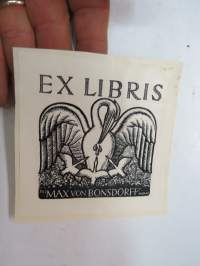 EX LIBRIS
MAX VON BONSDORFF